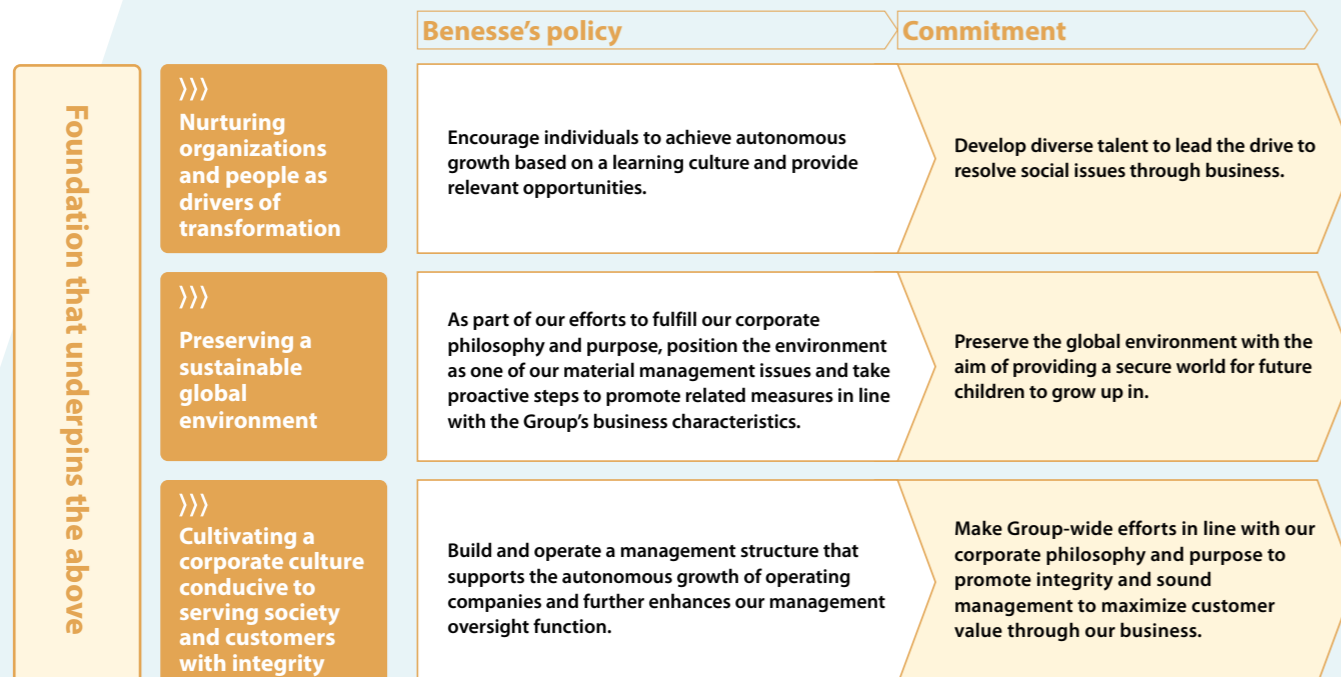 Benesse’s policy
Commitment
Foundation that underpins the above
⟩⟩⟩
Nurturing
organizations
and people as
drivers of
transformation
Encourage individuals to achieve autonomous
growth based on a learning culture and provide
relevant opportunities.
Develop diverse talent to lead the drive to
resolve social issues through business.
⟩⟩⟩
Preserving a
sustainable
global
environment
As part of our efforts to fulfill our corporate
philosophy and purpose, position the environment
as one of our material management issues and take
proactive steps to promote related measures in line
with the Group’s business characteristics.
Preserve the global environment with the
aim of providing a secure world for future
children to grow up in.
⟩⟩⟩
Cultivating a
corporate culture
conducive to
serving society
and customers
with integrity
Build and operate a management structure that
supports the autonomous growth of operating
companies and further enhances our management
oversight function.
Make Group-wide efforts in line with our
corporate philosophy and purpose to
promote integrity and sound
management to maximize customer
value through our business.